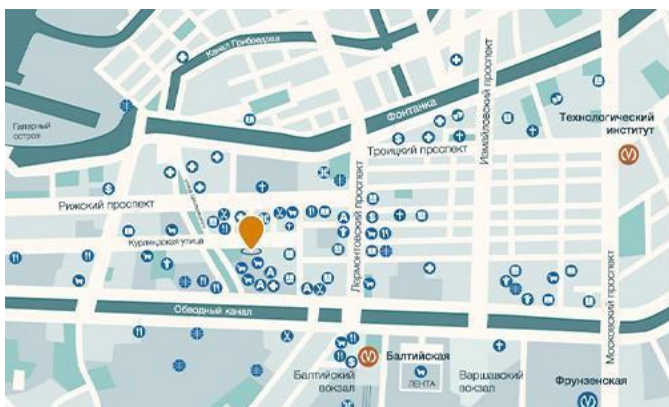 Канал Грибоедова
Фонтанка
Галерный
остров
Троицкий проспект
Измайловский проспект
Технологический
институт
Рижский проспект
Курляндская улица
Лермонтовский проспект
Обводный канал
Московский проспект
Балтийский
вокзал
Балтийская
ЛЕНТА
Варшавский
вокзал
Фрунзенская